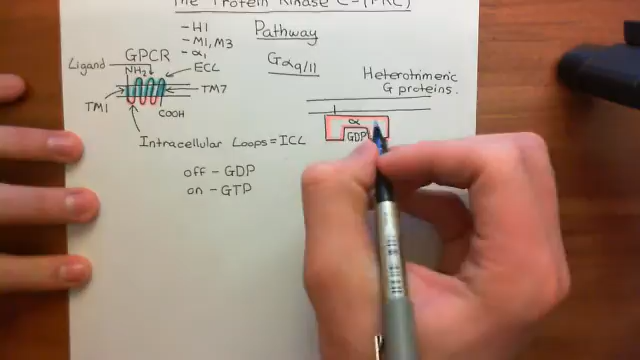 The Protein Kinase C-(PKC)
Pathway
- H1
- M1, M3
- α1
Gαq/11
GPCR
Ligand
NH2
ECL
TM1
TM7
COOH
Intracellular Loops = ICL
off - GDP
on - GTP
Heterotrimeric
G proteins.
α
GDP